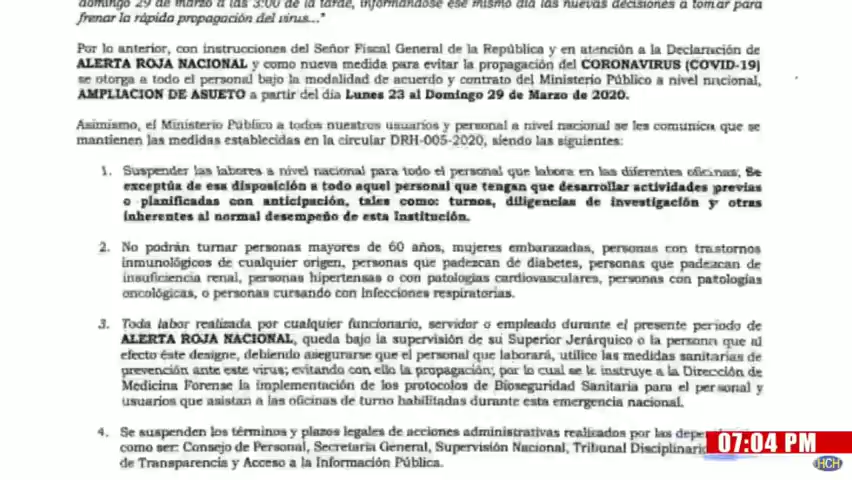 domingo 29 de marzo a las 3:00 de la tarde, informándose ese mismo día las nuevas decisiones a tomar para
frenar la rápida propagación del virus..."
Por lo anterior, con instrucciones del Señor Fiscal General de la República y en atención a la Declaración de
ALERTA ROJA NACIONAL y como nueva medida para evitar la propagación del CORONAVIRUS (COVID-19)
se otorga a todo el personal bajo la modalidad de acuerdo y contrato del Ministerio Público a nivel nacional,
AMPLIACION DE ASUETO a partir del día Lunes 23 al Domingo 29 de Marzo de 2020.
Asimismo, el Ministerio Público a todos nuestros usuarios y personal a nivel nacional se les comunica que se
mantienen las medidas establecidas en la circular DRH-005-2020, siendo las siguientes:
1. Suspender las labores a nivel nacional para todo el personal que labora en las diferentes oficinas; Se
exceptúa de esa disposición a todo aquel personal que tengan que desarrollar actividades previas
o planificadas con anticipación, tales como: turnos, diligencias de investigación y otras
inherentes al normal desempeño de esta Institución.
2. No podrán turnar personas mayores de 60 años, mujeres embarazadas, personas con trastornos
inmunológicos de cualquier origen, personas que padezcan de diabetes, personas que padezcan de
insuficiencia renal, personas hipertensas o con patologías cardiovasculares, personas con patologías
oncológicas, o personas cursando con infecciones respiratorias.
3. Toda labor realizada por cualquier funcionario, servidor o empleado durante el presente periodo de
ALERTA ROJA NACIONAL, queda bajo la supervisión de su Superior Jerárquico o la persona que al
efecto éste designe, debiendo asegurarse que el personal que laborará, utilice las medidas sanitarias de
prevención ante este virus; evitando con ello la propagación; por lo cual se le instruye a la Dirección de
Medicina Forense la implementación de los protocolos de Bioseguridad Sanitaria para el personal y
usuarios que asistan a las oficinas de turno habilitadas durante esta emergencia nacional.
4. Se suspenden los términos y plazos legales de acciones administrativas realizados por las
como ser: Consejo de Personal, Secretaria General, Supervisión Nacional, Tribunal
de Transparencia y Acceso a la Información Pública.
07:04 PM
HCH